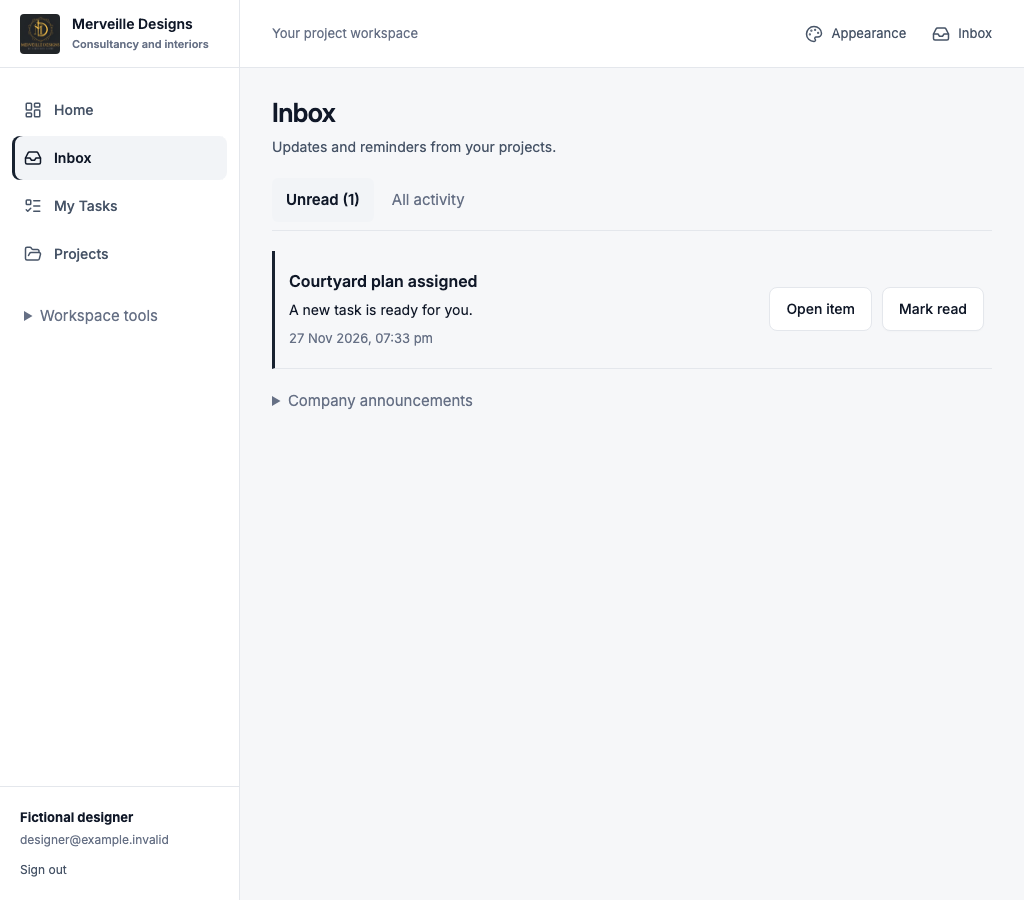 Merveille Designs
Consultancy and interiors
Your project workspace
Appearance
Inbox
Home
Inbox
My Tasks
Projects
Workspace tools
Inbox
Updates and reminders from your projects.
Unread (1)
All activity
Courtyard plan assigned
A new task is ready for you.
27 Nov 2026, 07:33 pm
Open item
Mark read
Company announcements
Fictional designer
designer@example.invalid
Sign out